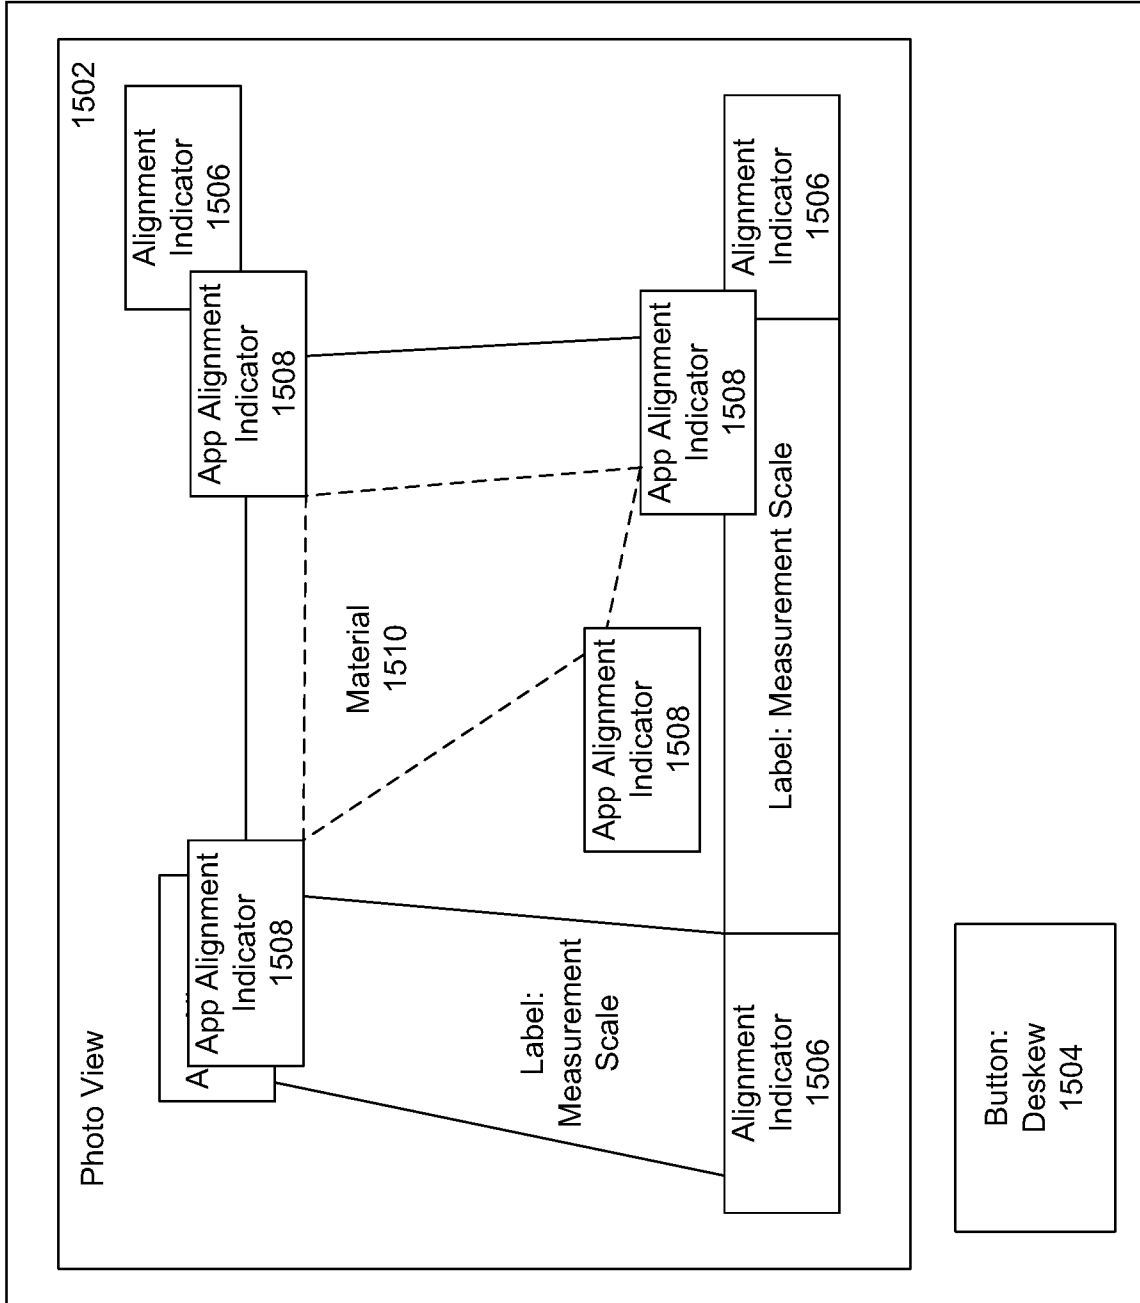 Photo View
1502
Alignment
Indicator
1506
A
App Alignment
Indicator
1508
App Alignment
Indicator
1508
Material
1510
Label:
Measurement
Scale
App Alignment
Indicator
1508
App Alignment
Indicator
1508
Alignment
Indicator
1506
Label: Measurement Scale
Alignment
Indicator
1506
Button:
Deskew
1504